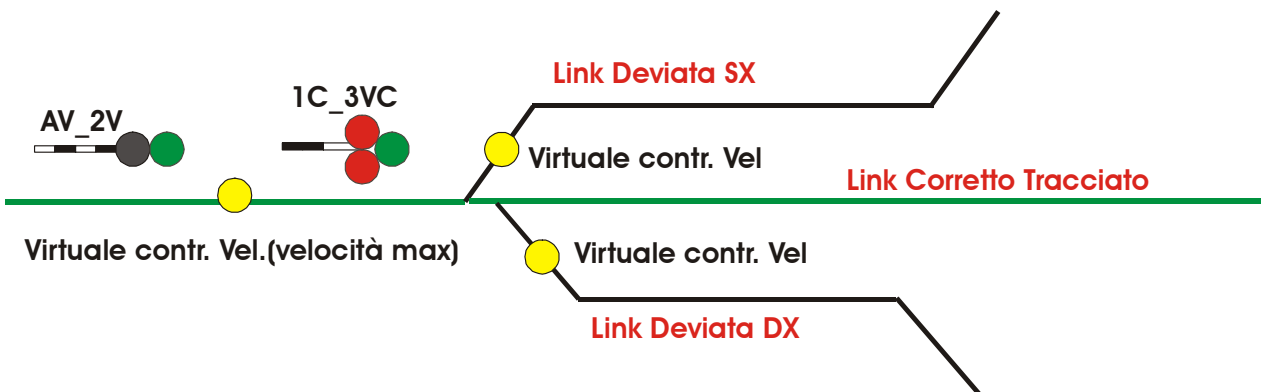 Link Deviata SX
1C_3VC
AV_2V
Virtuale contr. Vel
Link Corretto Tracciato
Virtuale contr. Vel.(velocità max)
Virtuale contr. Vel
Link Deviata DX